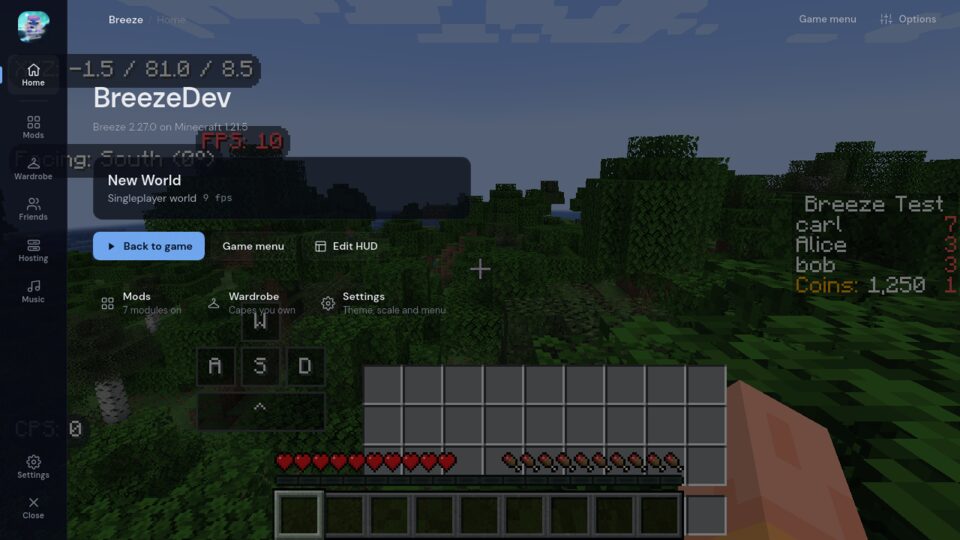 Breeze / Home
Game menu
Options
XYZ: -1.5 / 81.0 / 8.5
Home
BreezeDev
Breeze 2.27.0 on Minecraft 1.21.5
Mods
FPS: 10
Facing: South (0°)
Wardrobe
New World
Singleplayer world 9 fps
Friends
Breeze Test
carl 7
Alice 3
bob 3
Coins: 1,250 1
Hosting
Back to game
Game menu
Edit HUD
Music
Mods
7 modules on
Wardrobe
Capes you own
Settings
Theme, scale and menu
W
A S D
^
CPS: 0
Settings
Close